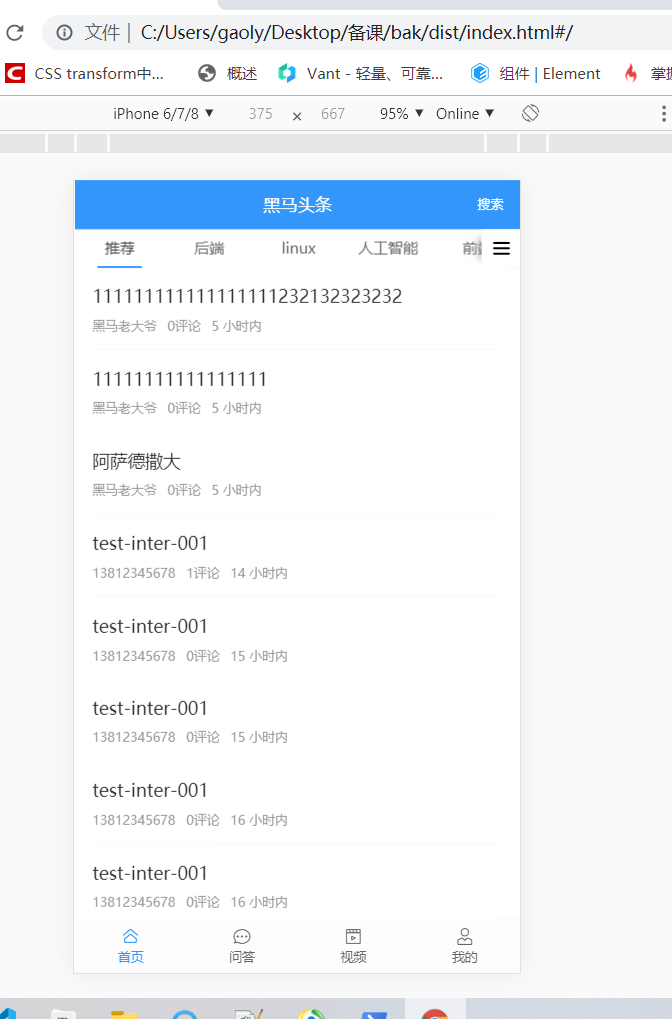 文件 | C:/Users/gaoly/Desktop/备课/bak/dist/index.html#/
CSS transform中... 概述 Vant - 轻量、可靠... 组件 | Element 掌握
iPhone 6/7/8 ▼ 375 × 667 95% ▼ Online ▼
黑马头条 搜索
推荐 后端 linux 人工智能 前端
1111111111111111111232132323232
黑马老大爷 0评论 5 小时内
11111111111111111
黑马老大爷 0评论 5 小时内
阿萨德撒大
黑马老大爷 0评论 5 小时内
test-inter-001
13812345678 1评论 14 小时内
test-inter-001
13812345678 0评论 15 小时内
test-inter-001
13812345678 0评论 15 小时内
test-inter-001
13812345678 0评论 16 小时内
test-inter-001
13812345678 0评论 16 小时内
首页 问答 视频 我的